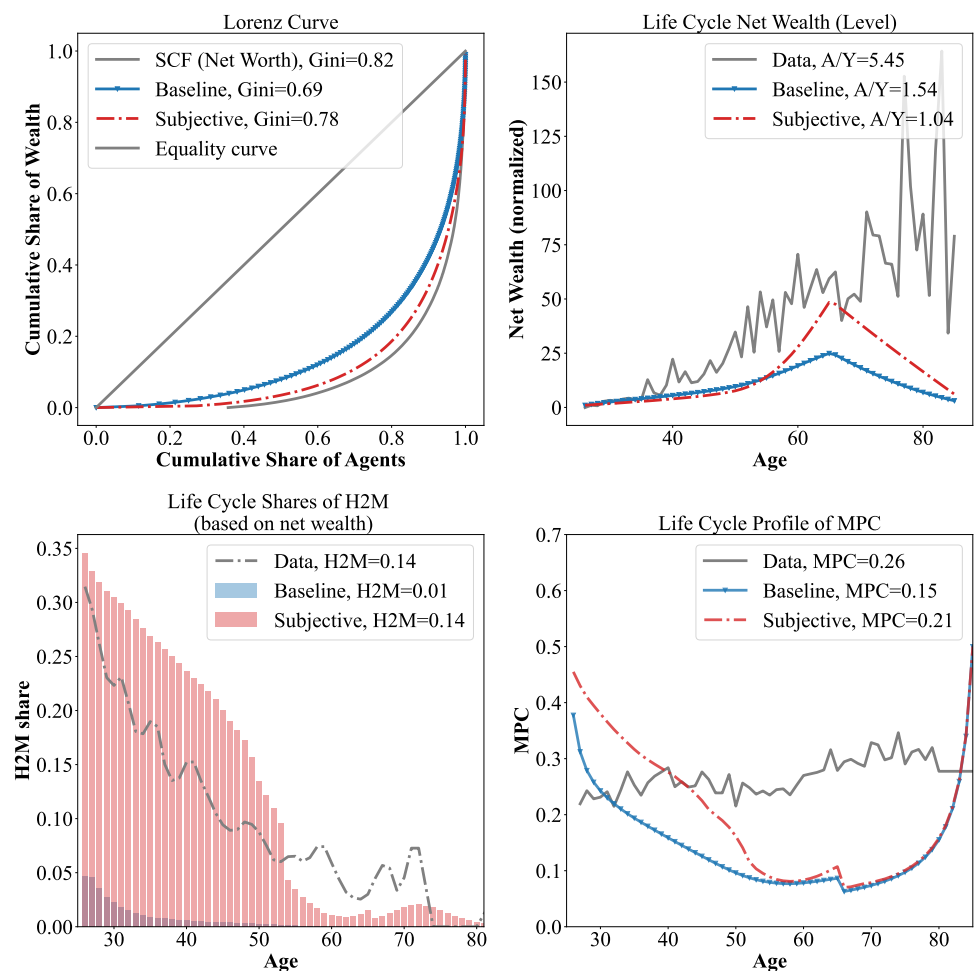 Lorenz Curve
1.0
0.8
0.6
0.4
0.2
0.0
Cumulative Share of Wealth
SCF (Net Worth), Gini=0.82
Baseline, Gini=0.69
Subjective, Gini=0.78
Equality curve
0.0 0.2 0.4 0.6 0.8 1.0
Cumulative Share of Agents
Life Cycle Net Wealth (Level)
150
125
100
75
50
25
0
Net Wealth (normalized)
Data, A/Y=5.45
Baseline, A/Y=1.54
Subjective, A/Y=1.04
40 60 80
Age
Life Cycle Shares of H2M
(based on net wealth)
0.35
0.30
0.25
0.20
0.15
0.10
0.05
0.00
H2M share
Data, H2M=0.14
Baseline, H2M=0.01
Subjective, H2M=0.14
30 40 50 60 70 80
Age
Life Cycle Profile of MPC
0.7
0.6
0.5
0.4
0.3
0.2
0.1
0.0
MPC
Data, MPC=0.26
Baseline, MPC=0.15
Subjective, MPC=0.21
30 40 50 60 70 80
Age